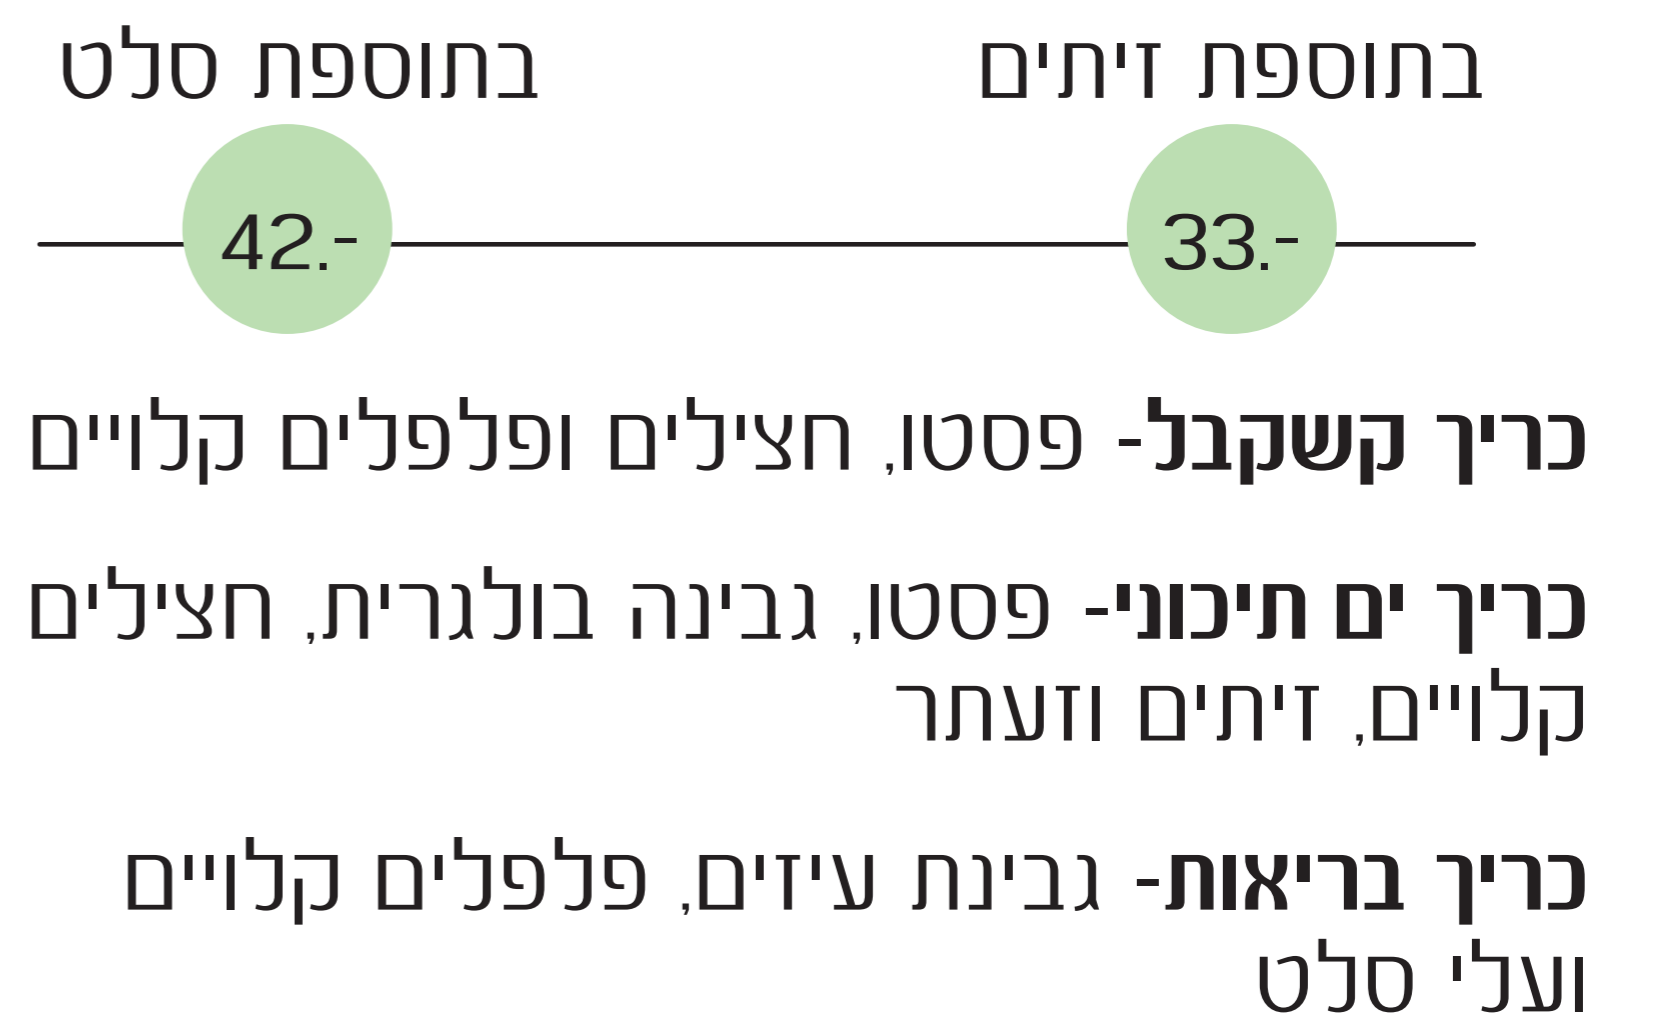 בתוספת זיתים
בתוספת סלט
33.-
42.-
כריך קשקבל- פסטו, חצילים ופלפלים קלויים
כריך ים תיכוני- פסטו, גבינה בולגרית, חצילים
קלויים, זיתים וזעתר
כריך בריאות- גבינת עיזים, פלפלים קלויים
ועלי סלט